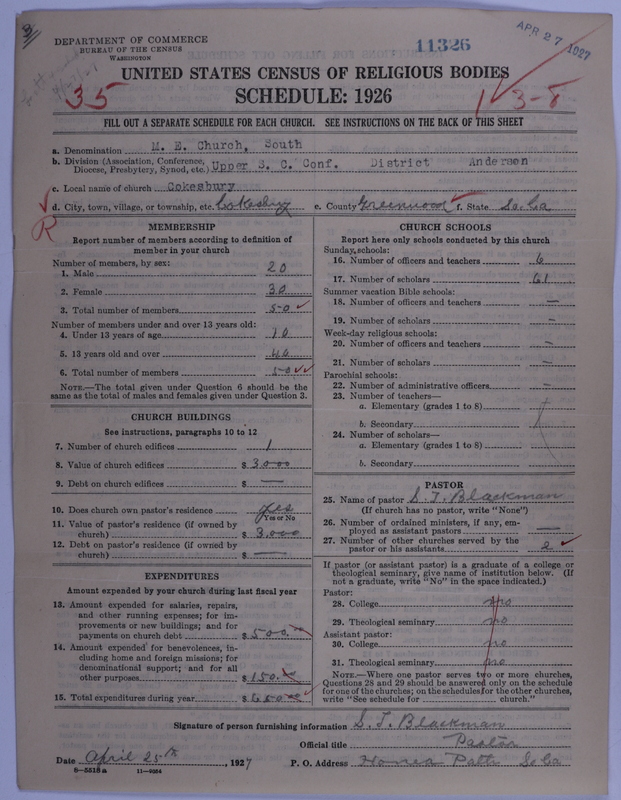 3
DEPARTMENT OF COMMERCE
BUREAU OF THE CENSUS
WASHINGTON
11326
APR 27 1927
35
1 3-8
UNITED STATES CENSUS OF RELIGIOUS BODIES
SCHEDULE: 1926
FILL OUT A SEPARATE SCHEDULE FOR EACH CHURCH. SEE INSTRUCTIONS ON THE BACK OF THIS SHEET
a. Denomination M. E. Church, South
b. Division (Association, Conference, Diocese, Presbytery, Synod, etc.) Upper S. C. Conf. District Anderson
c. Local name of church Cokesbury
d. City, town, village, or township, etc. Cokesbury e. County Greenwood f. State So. Ca
R
MEMBERSHIP
Report number of members according to definition of
member in your church
Number of members, by sex:
1. Male 20
2. Female 30
3. Total number of members 50
Number of members under and over 13 years old:
4. Under 13 years of age 10
5. 13 years old and over 40
6. Total number of members 50
NOTE.—The total given under Question 6 should be the
same as the total of males and females given under Question 3.
CHURCH BUILDINGS
See instructions, paragraphs 10 to 12
7. Number of church edifices 1
8. Value of church edifices $ 3000
9. Debt on church edifices $ —
10. Does church own pastor's residence yes
Yes or No
11. Value of pastor's residence (if owned by
church) $ 3,000
12. Debt on pastor's residence (if owned by
church) $ —
EXPENDITURES
Amount expended by your church during last fiscal year
13. Amount expended for salaries, repairs,
and other running expenses; for im-
provements or new buildings; and for
payments on church debt $ 500.
14. Amount expended for benevolences, in-
cluding home and foreign missions; for
denominational support; and for all
other purposes $ 150.
15. Total expenditures during year $ 650
CHURCH SCHOOLS
Report here only schools conducted by this church
Sunday schools:
16. Number of officers and teachers 6
17. Number of scholars 61
Summer vacation Bible schools:
18. Number of officers and teachers —
19. Number of scholars —
Week-day religious schools:
20. Number of officers and teachers —
21. Number of scholars —
Parochial schools:
22. Number of administrative officers —
23. Number of teachers—
a. Elementary (grades 1 to 8)
b. Secondary
24. Number of scholars—
a. Elementary (grades 1 to 8)
b. Secondary
PASTOR
25. Name of pastor S. T. Blackman
(If church has no pastor, write "None")
26. Number of ordained ministers, if any, em-
ployed as assistant pastors —
27. Number of other churches served by the
pastor or his assistants 2
If pastor (or assistant pastor) is a graduate of a college or
theological seminary, give name of institution below. (If
not a graduate, write "No" in the space indicated.)
Pastor:
28. College no
29. Theological seminary no
Assistant pastor:
30. College no
31. Theological seminary no
NOTE.—Where one pastor serves two or more churches,
Questions 28 and 29 should be answered only on the schedule
for one of the churches; on the schedules for the other churches,
write "See schedule for church."
Signature of person furnishing information S. T. Blackman
Official title Pastor
Date April 25th, 1927 P. O. Address Honea Path So Ca
8—5518a 11—9064